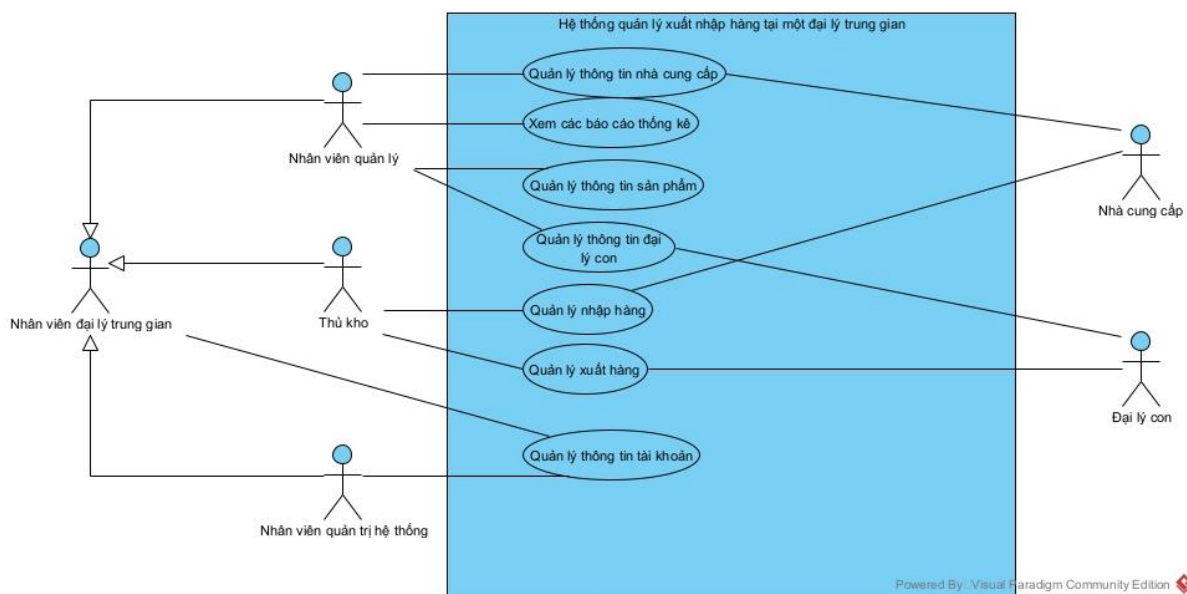 Hệ thống quản lý xuất nhập hàng tại một đại lý trung gian
Quản lý thông tin nhà cung cấp
Xem các báo cáo thống kê
Nhân viên quản lý
Quản lý thông tin sản phẩm
Nhà cung cấp
Quản lý thông tin đại
lý con
Nhân viên đại lý trung gian
Thủ kho
Quản lý nhập hàng
Quản lý xuất hàng
Đại lý con
Quản lý thông tin tài khoản
Nhân viên quản trị hệ thống
Powered By: Visual Paradigm Community Edition